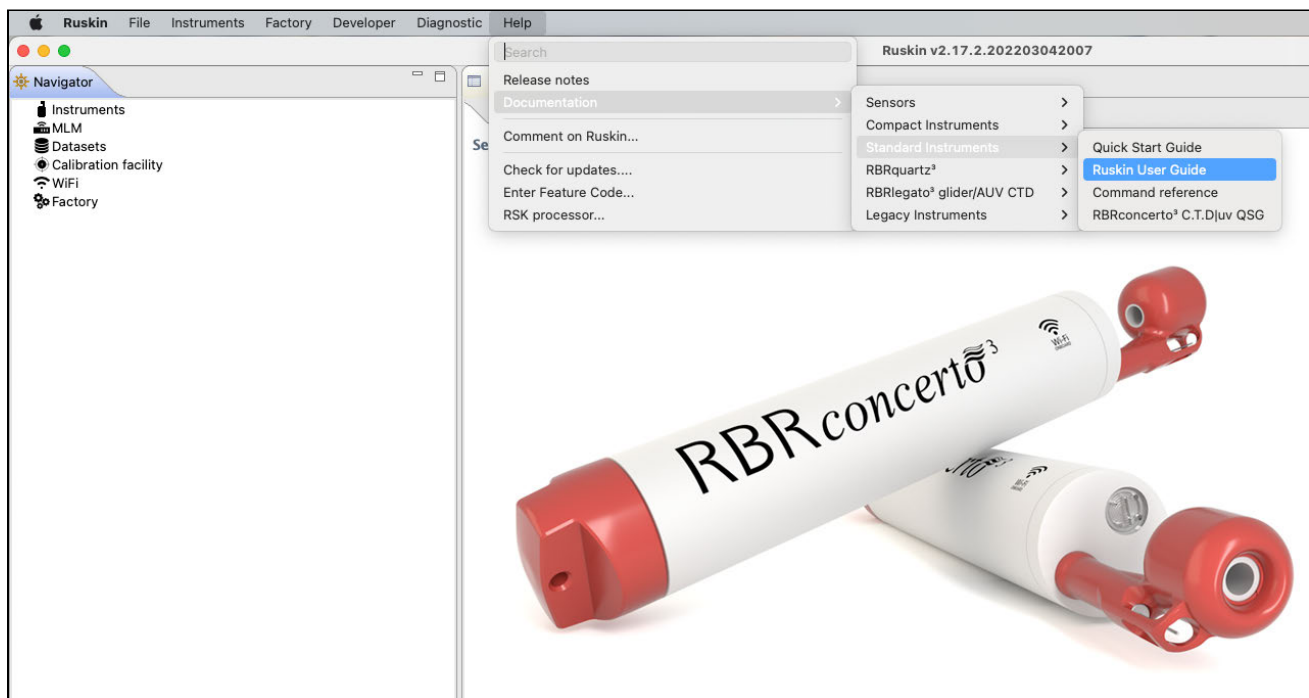 Ruskin File Instruments Factory Developer Diagnostic Help
Ruskin v2.17.2.202203042007
Navigator
Instruments
MLM
Datasets
Calibration facility
WiFi
Factory
Search
Release notes
Documentation
Comment on Ruskin...
Check for updates....
Enter Feature Code...
RSK processor...
Se
Sensors
Compact Instruments
Standard Instruments
RBRquartz³
RBRlegato³ glider/AUV CTD
Legacy Instruments
Quick Start Guide
Ruskin User Guide
Command reference
RBRconcerto³ C.T.D|uv QSG
RBRconcerto³
Wi-Fi